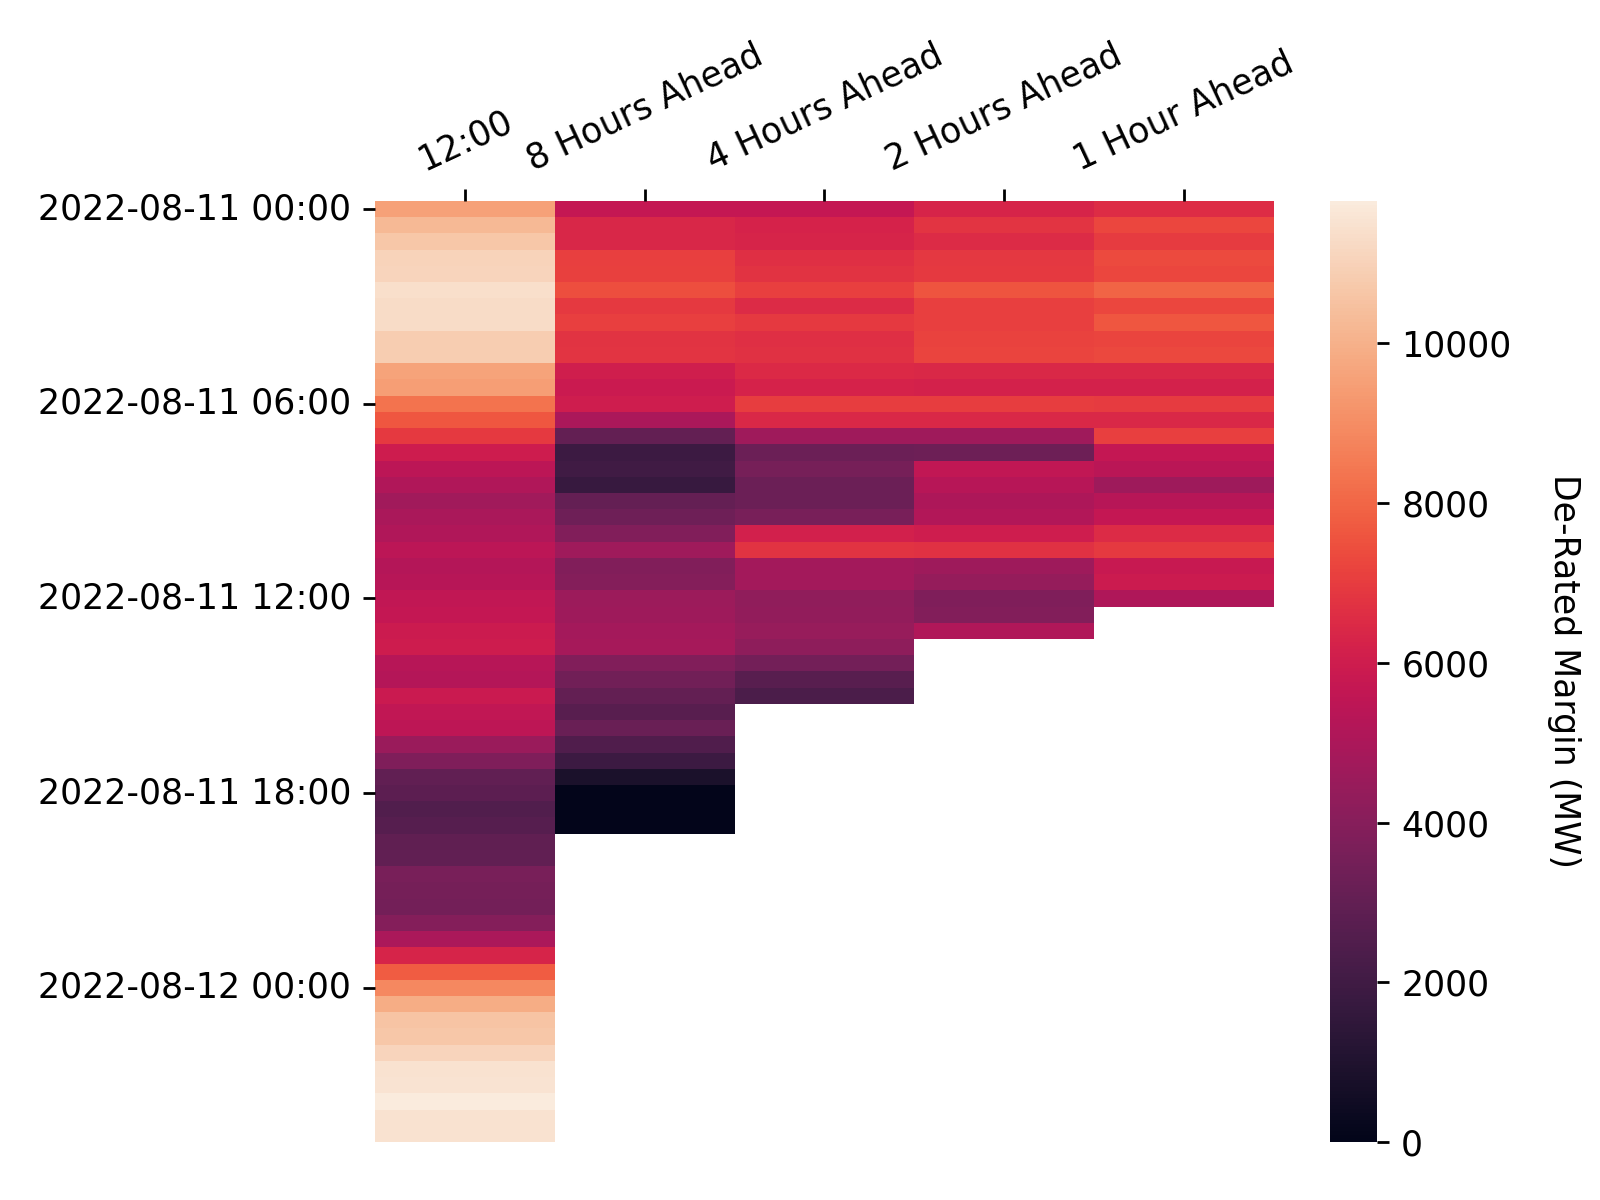 12:00
8 Hours Ahead
4 Hours Ahead
2 Hours Ahead
1 Hour Ahead
2022-08-11 00:00
2022-08-11 06:00
2022-08-11 12:00
2022-08-11 18:00
2022-08-12 00:00
10000
8000
6000
4000
2000
0
De-Rated Margin (MW)